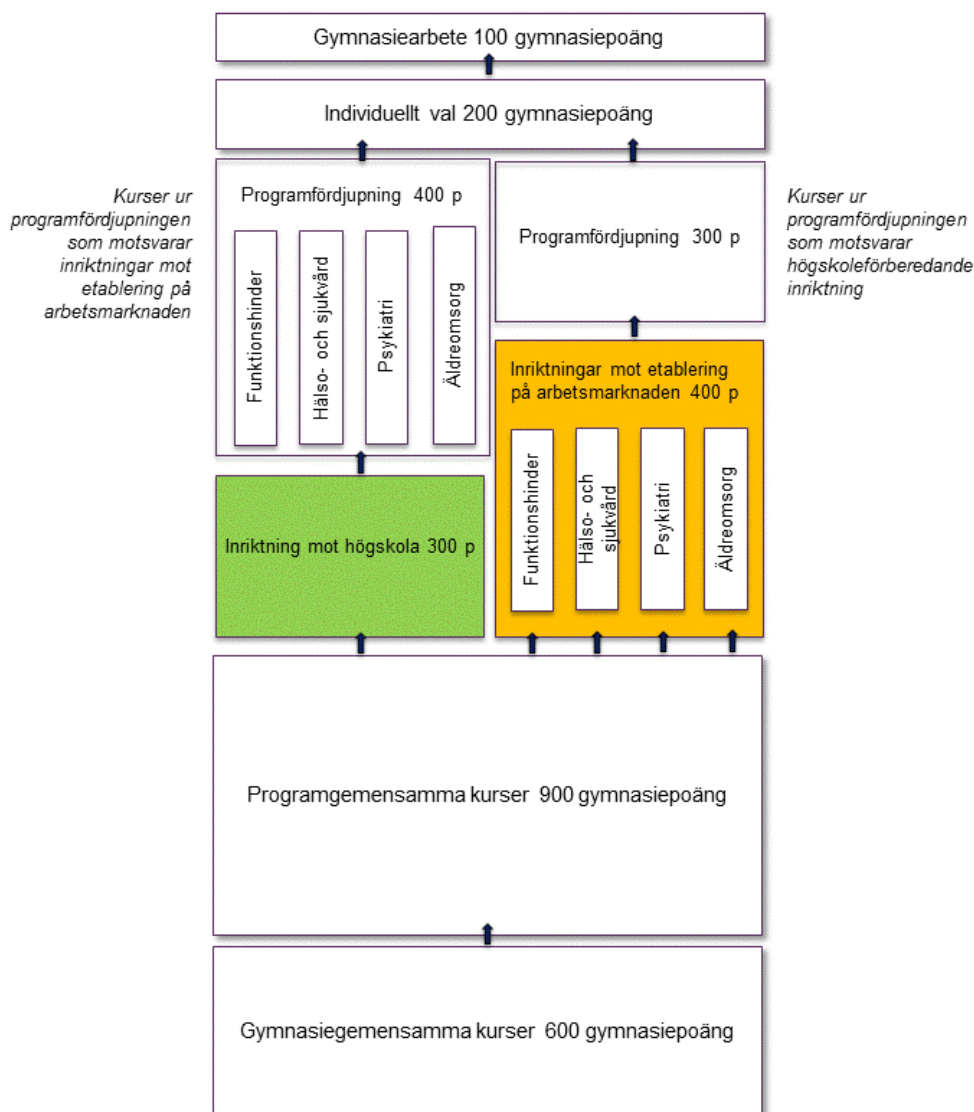 Gymnasiearbete 100 gymnasiepoäng
Individuellt val 200 gymnasiepoäng
Kurser ur
programfördjupningen
som motsvarar
inriktningar mot
etablering på
arbetsmarknaden
Programfördjupning 400 p
Funktionshinder
Hälso- och sjukvård
Psykiatri
Äldreomsorg
Programfördjupning 300 p
Kurser ur
programfördjupningen
som motsvarar
högskoleförberedande
inriktning
Inriktning mot högskola 300 p
Inriktningar mot etablering
på arbetsmarknaden 400 p
Funktionshinder
Hälso- och
sjukvård
Psykiatri
Äldreomsorg
Programgemensamma kurser 900 gymnasiepoäng
Gymnasiegemensamma kurser 600 gymnasiepoäng